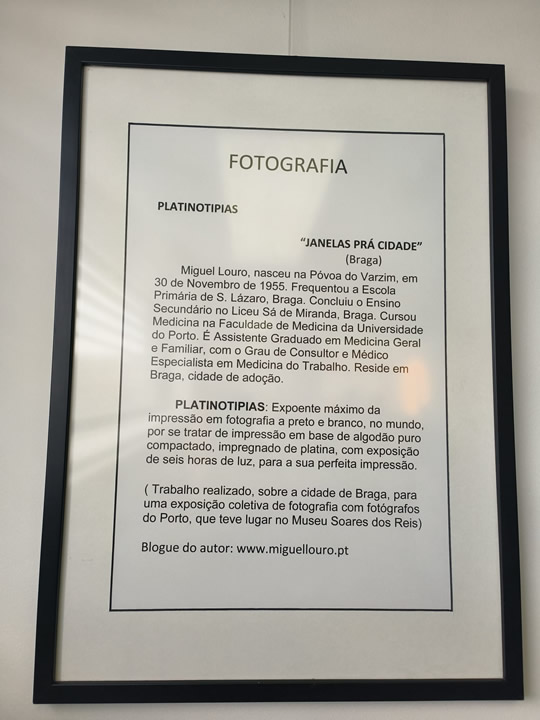 FOTOGRAFIA
PLATINOTIPIAS
“JANELAS PRÁ CIDADE”
(Braga)
Miguel Louro, nasceu na Póvoa do Varzim, em
30 de Novembro de 1955. Frequentou a Escola
Primária de S. Lázaro, Braga. Concluiu o Ensino
Secundário no Liceu Sá de Miranda, Braga. Cursou
Medicina na Faculdade de Medicina da Universidade
do Porto. É Assistente Graduado em Medicina Geral
e Familiar, com o Grau de Consultor e Médico
Especialista em Medicina do Trabalho. Reside em
Braga, cidade de adoção.
PLATINOTIPIAS: Expoente máximo da
impressão em fotografia a preto e branco, no mundo,
por se tratar de impressão em base de algodão puro
compactado, impregnado de platina, com exposição
de seis horas de luz, para a sua perfeita impressão.
( Trabalho realizado, sobre a cidade de Braga, para
uma exposição coletiva de fotografia com fotógrafos
do Porto, que teve lugar no Museu Soares dos Reis)
Blogue do autor: www.miguellouro.pt